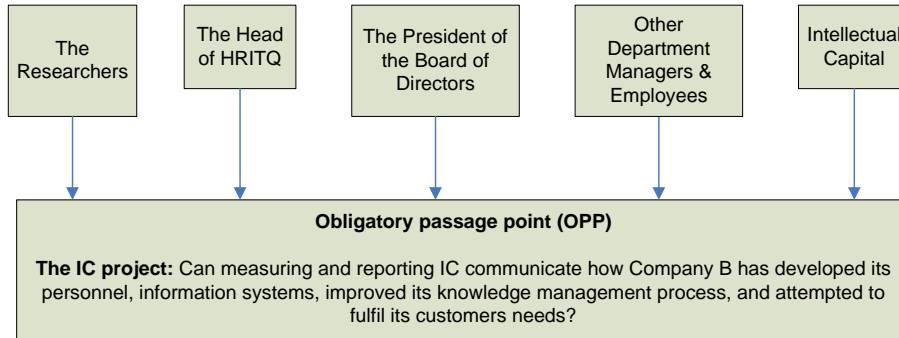 The
Researchers
The Head
of HRITQ
The President of
the Board of
Directors
Other
Department
Managers &
Employees
Intellectual
Capital
Obligatory passage point (OPP)
The IC project: Can measuring and reporting IC communicate how Company B has developed its
personnel, information systems, improved its knowledge management process, and attempted to
fulfil its customers needs?